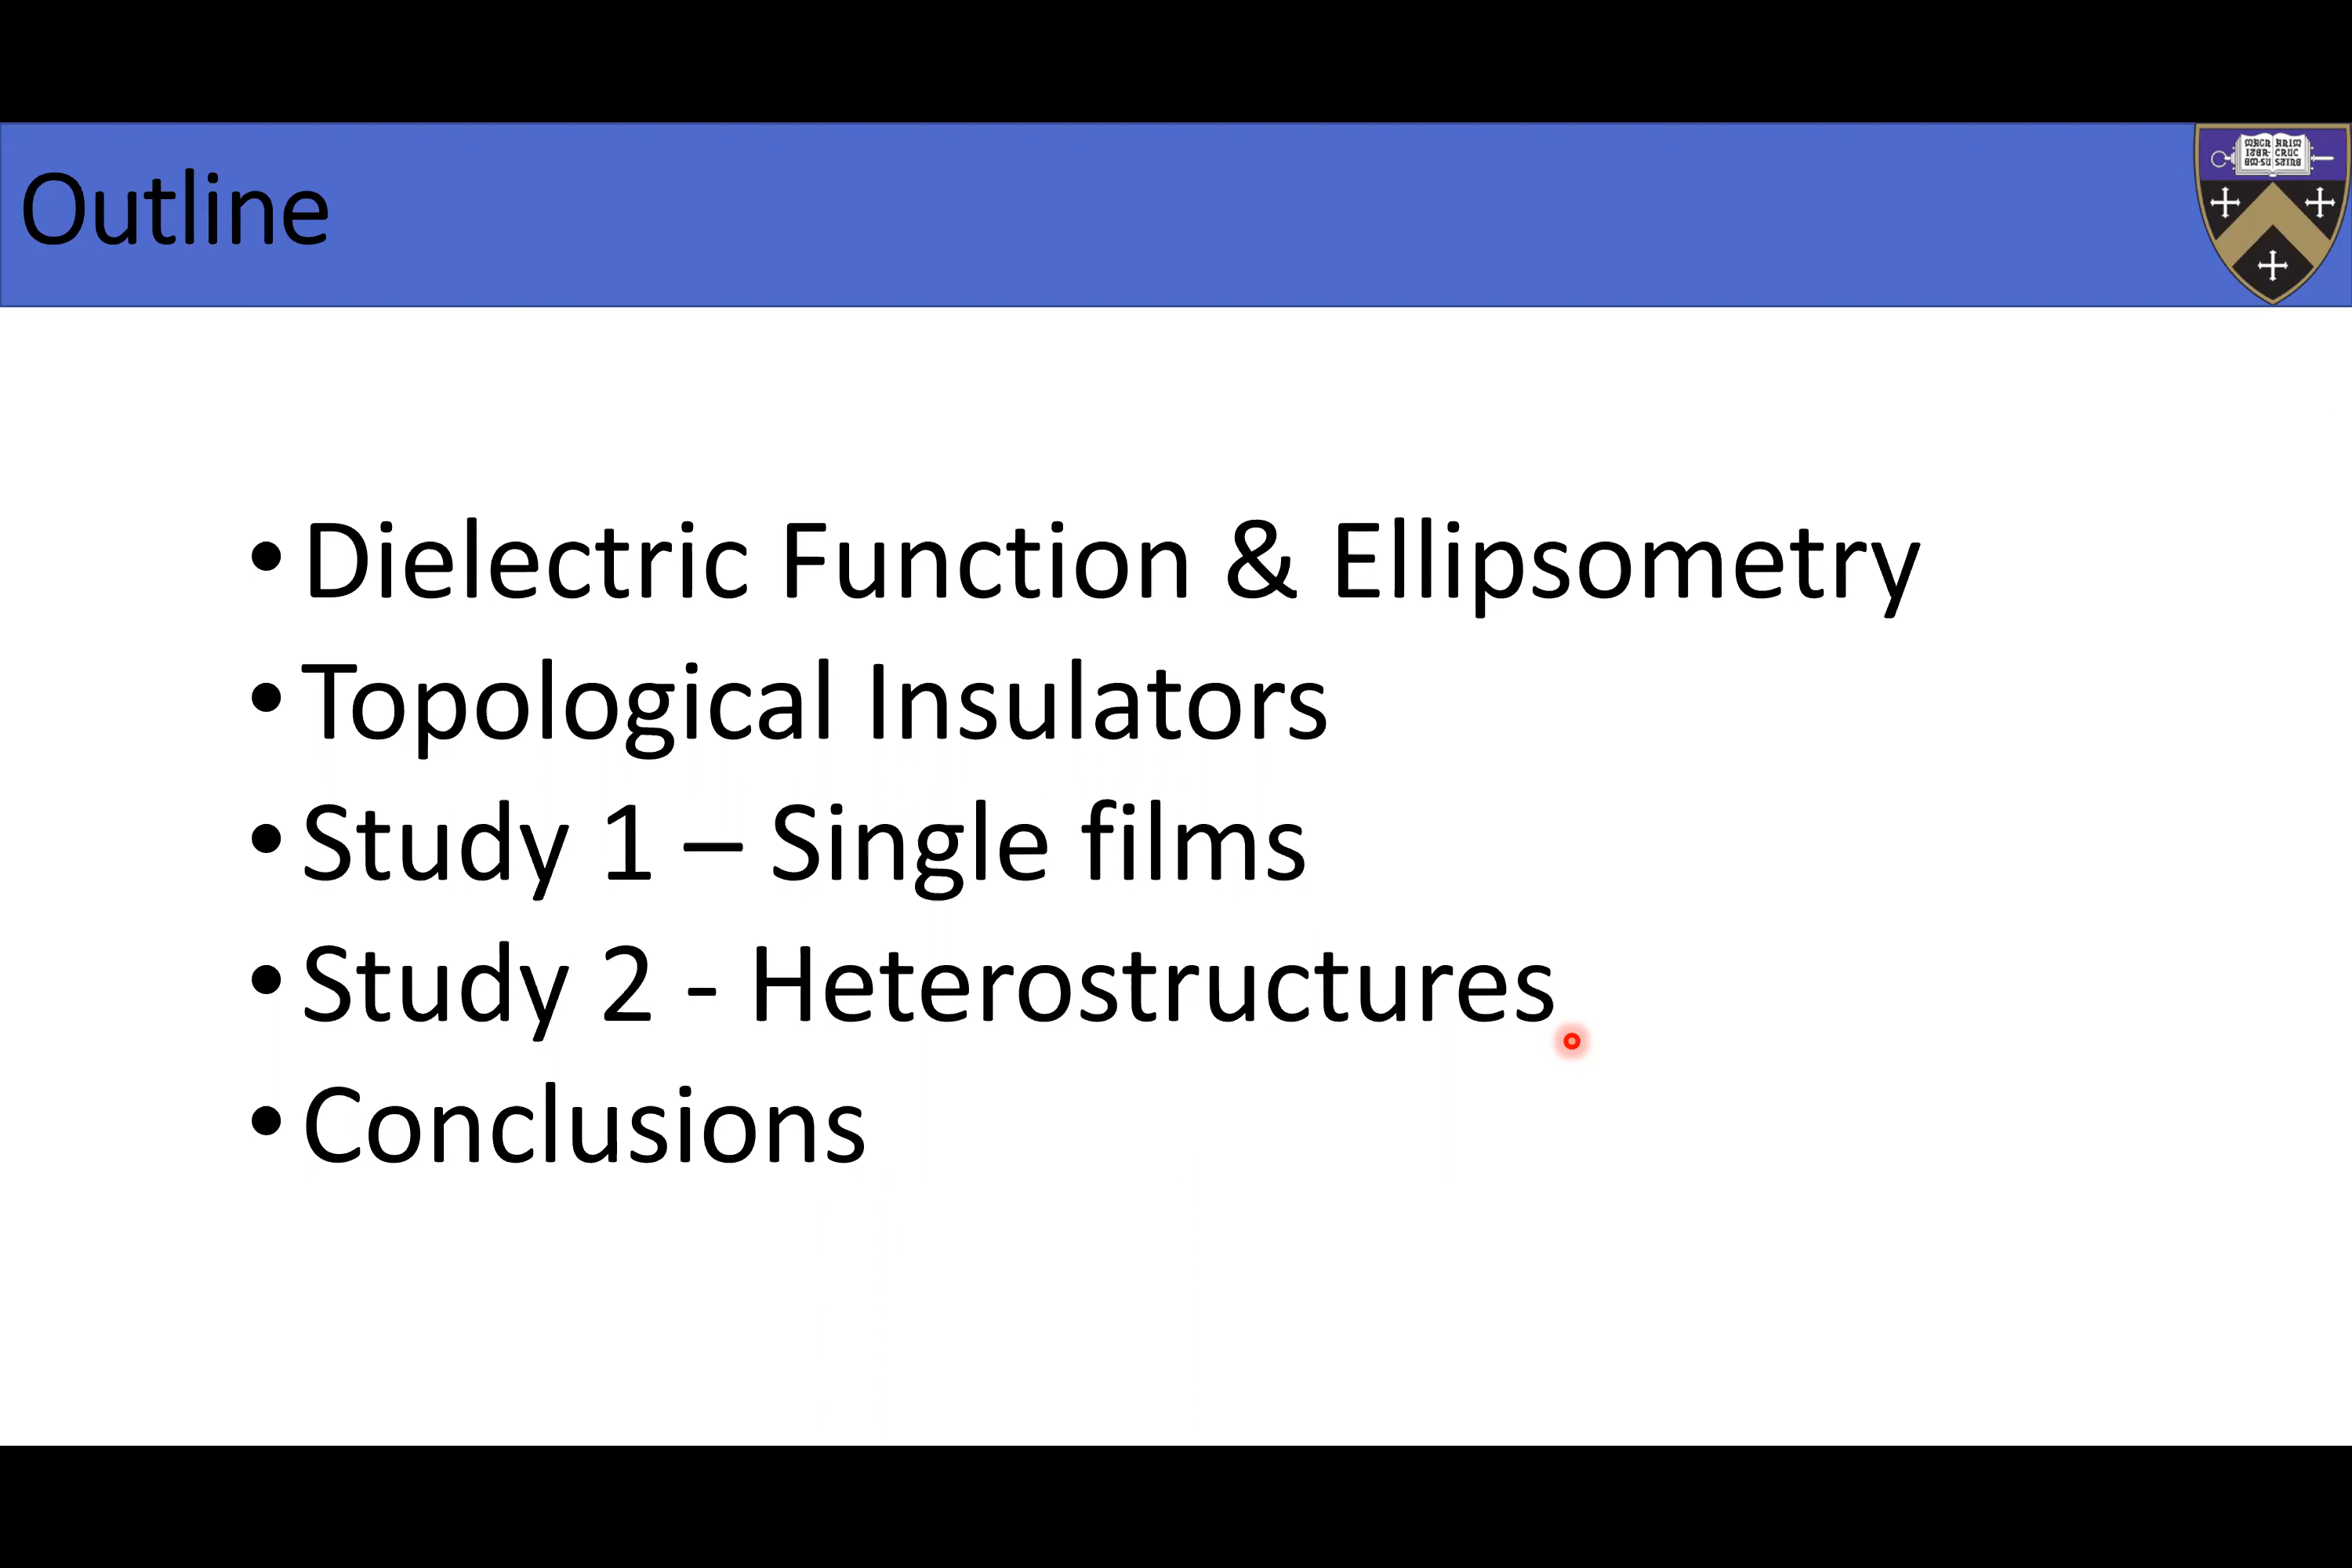 Outline
• Dielectric Function & Ellipsometry
• Topological Insulators
• Study 1 – Single films
• Study 2 - Heterostructures
• Conclusions